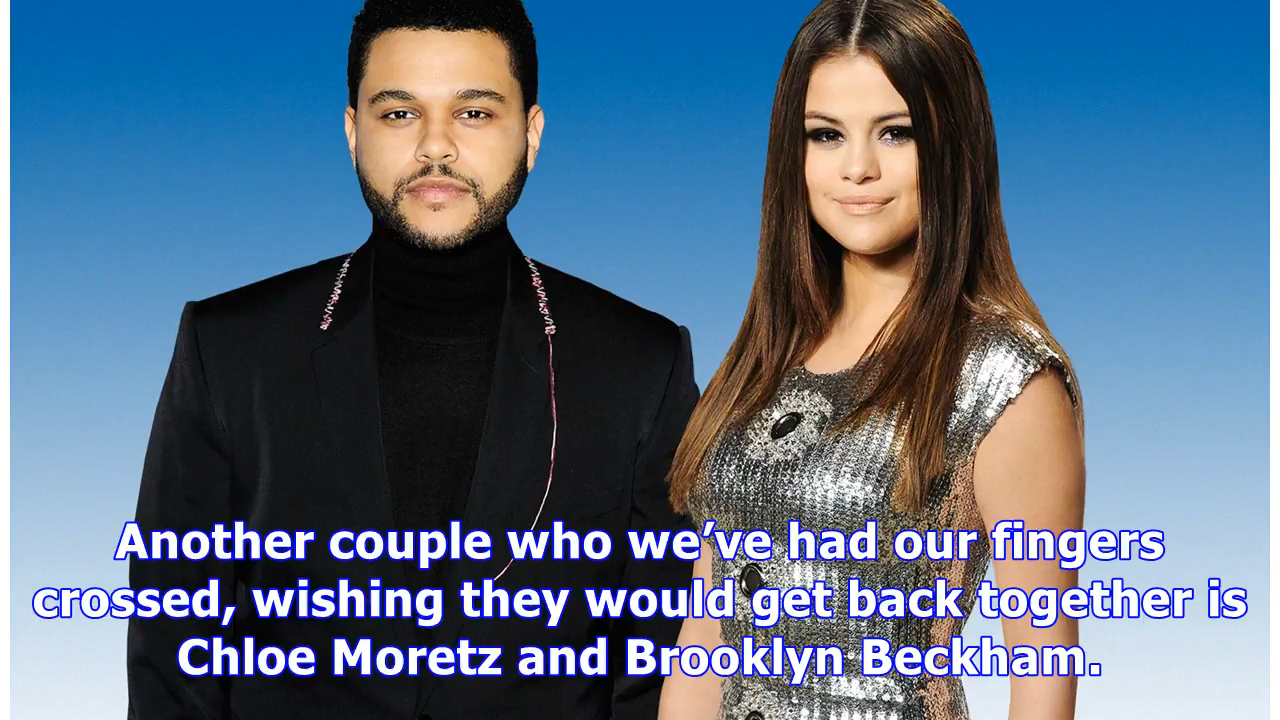 Another couple who we’ve had our fingers
crossed, wishing they would get back together is
Chloe Moretz and Brooklyn Beckham.